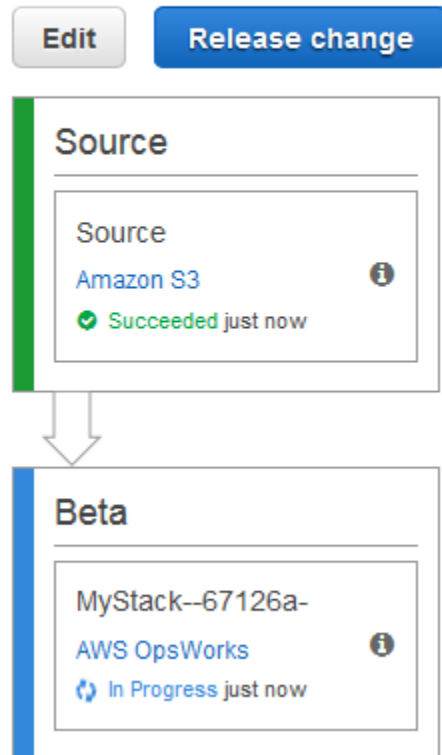 Edit Release change
Source
Source
Amazon S3
Succeeded just now
Beta
MyStack--67126a-
AWS OpsWorks
In Progress just now